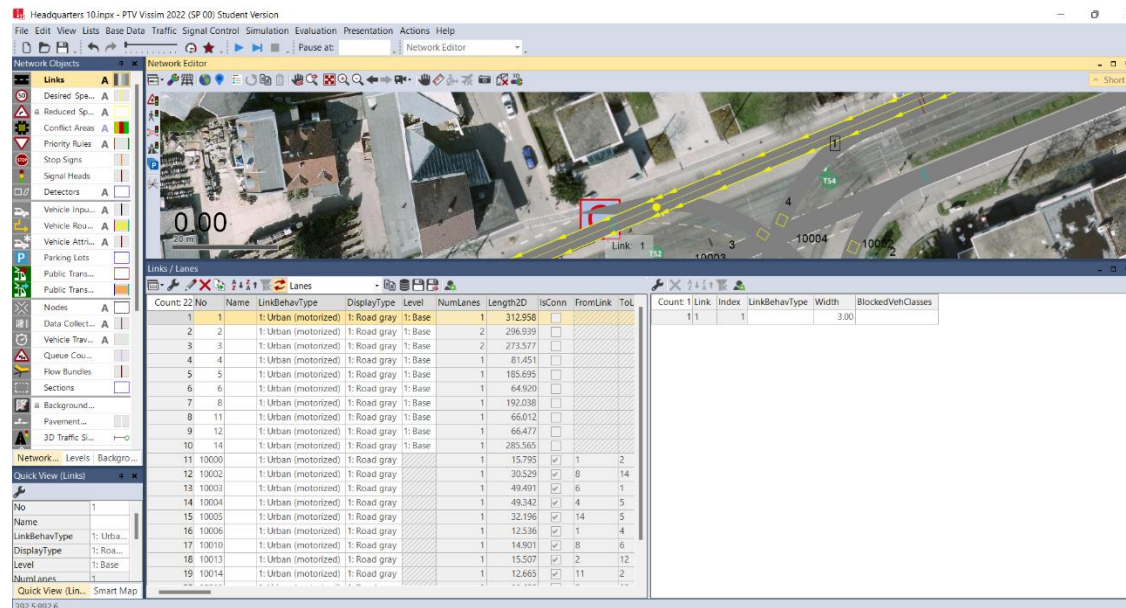 Headquarters 10.inpx - PTV Vissim 2022 (SP 00) Student Version
File Edit View Lists Base Data Traffic Signal Control Simulation Evaluation Presentation Actions Help
Pause at: Network Editor
Network Objects
Links A
Desired Spe... A
Reduced Sp... A
Conflict Areas A
Priority Rules A
Stop Signs
Signal Heads
Detectors A
Vehicle Inpu... A
Vehicle Rou... A
Vehicle Attri... A
Parking Lots
Public Trans...
Public Trans...
Nodes A
Data Collect... A
Vehicle Trav... A
Queue Cou...
Flow Bundles
Sections
Background...
Pavement...
3D Traffic Si...
Network... Levels Backgro...
Quick View (Links)
No 1
Name
LinkBehavType 1: Urba...
DisplayType 1: Roa...
Level 1: Base
NumLanes 1
Quick View (Lin... Smart Map
392.5:892.6
Network Editor
Short
0.00
20 m
1
TS4
4
Link: 1
TS2
3
10003
10004
10002
2
Links / Lanes
Lanes
Count: 22 No Name LinkBehavType DisplayType Level NumLanes Length2D IsConn FromLink ToL
1 1 1: Urban (motorized) 1: Road gray 1: Base 1 312.958
2 2 1: Urban (motorized) 1: Road gray 1: Base 2 296.939
3 3 1: Urban (motorized) 1: Road gray 1: Base 2 273.577
4 4 1: Urban (motorized) 1: Road gray 1: Base 1 81.451
5 5 1: Urban (motorized) 1: Road gray 1: Base 1 185.695
6 6 1: Urban (motorized) 1: Road gray 1: Base 1 64.920
7 8 1: Urban (motorized) 1: Road gray 1: Base 1 192.038
8 11 1: Urban (motorized) 1: Road gray 1: Base 1 66.012
9 12 1: Urban (motorized) 1: Road gray 1: Base 1 66.477
10 14 1: Urban (motorized) 1: Road gray 1: Base 1 285.565
11 10000 1: Urban (motorized) 1: Road gray 1 15.795 1 2
12 10002 1: Urban (motorized) 1: Road gray 1 30.529 8 14
13 10003 1: Urban (motorized) 1: Road gray 1 49.491 6 1
14 10004 1: Urban (motorized) 1: Road gray 1 49.342 4 5
15 10005 1: Urban (motorized) 1: Road gray 1 32.196 14 5
16 10006 1: Urban (motorized) 1: Road gray 1 12.536 1 4
17 10010 1: Urban (motorized) 1: Road gray 1 14.901 8 6
18 10013 1: Urban (motorized) 1: Road gray 1 15.507 2 12
19 10014 1: Urban (motorized) 1: Road gray 1 12.665 11 2
Count: 1 Link Index LinkBehavType Width BlockedVehClasses
1 1 1 3.00